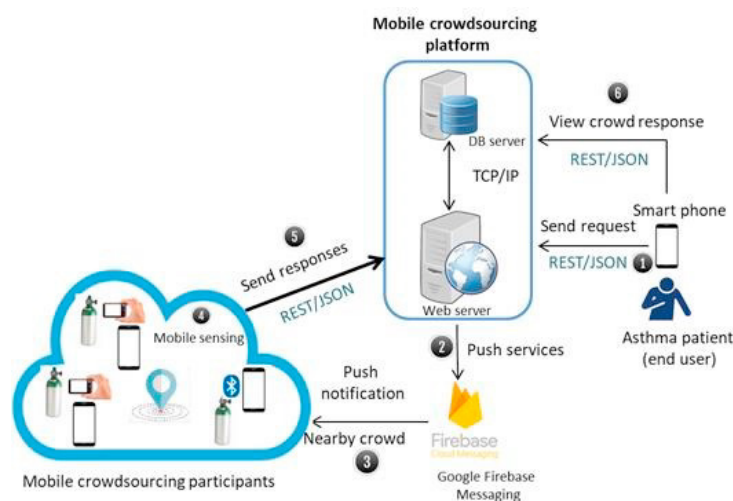 Mobile crowdsourcing
platform
6
View crowd response
REST/JSON
DB server
TCP/IP
Smart phone
Send request
REST/JSON
1
Web server
Asthma patient
(end user)
5
Send responses
REST/JSON
4
Mobile sensing
2
Push services
Push
notification
Nearby crowd
3
Firebase
Cloud Messaging
Google Firebase
Messaging
Mobile crowdsourcing participants